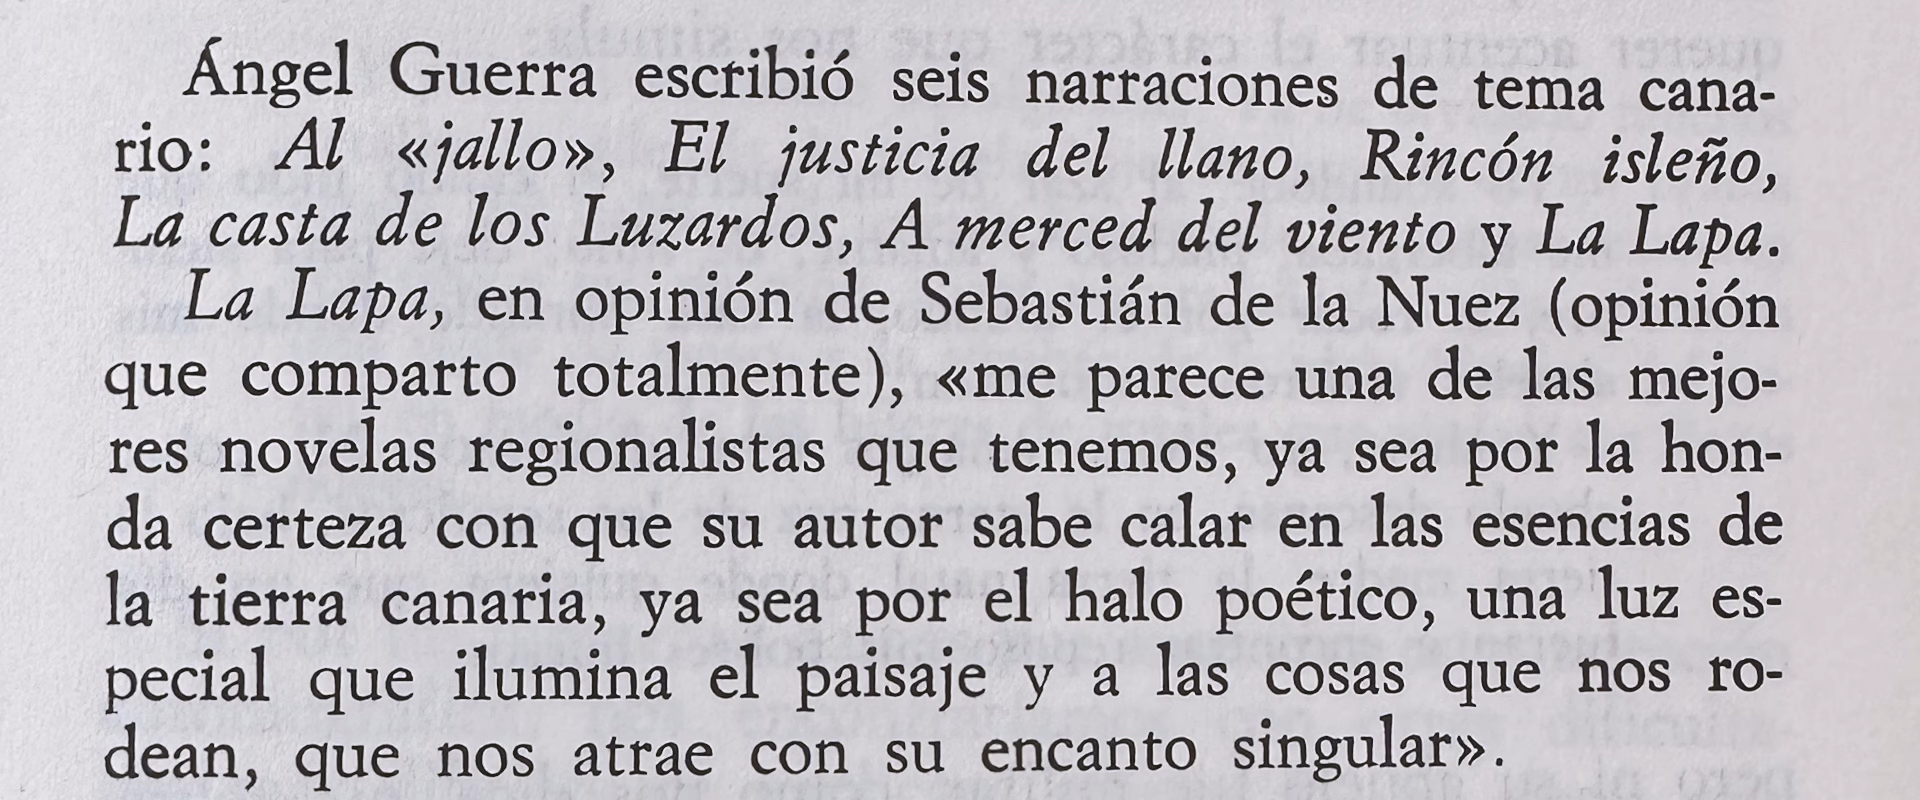 Ángel Guerra escribió seis narraciones de tema cana-
rio: Al «jallo», El justicia del llano, Rincón isleño,
La casta de los Luzardos, A merced del viento y La Lapa.
La Lapa, en opinión de Sebastián de la Nuez (opinión
que comparto totalmente), «me parece una de las mejo-
res novelas regionalistas que tenemos, ya sea por la hon-
da certeza con que su autor sabe calar en las esencias de
la tierra canaria, ya sea por el halo poético, una luz es-
pecial que ilumina el paisaje y a las cosas que nos ro-
dean, que nos atrae con su encanto singular».